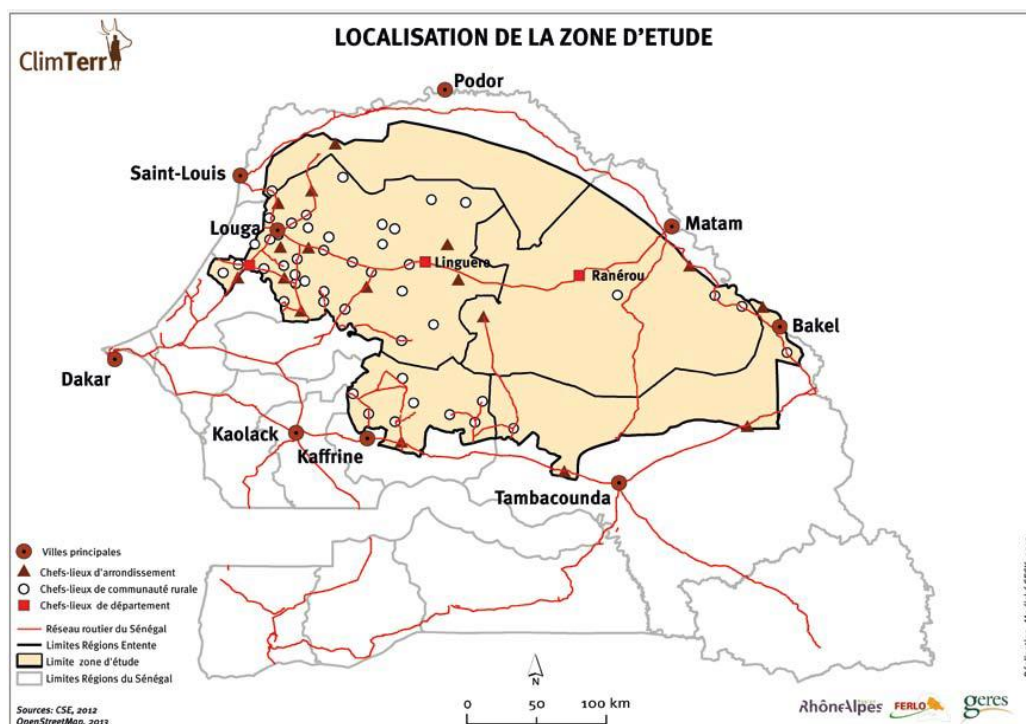 ClimTerr
LOCALISATION DE LA ZONE D'ETUDE
Podor
Saint-Louis
Louga
Matam
Linguère
Ranérou
Bakel
Dakar
Kaolack
Kaffrine
Tambacounda
Villes principales
Chefs-lieux d'arrondissement
Chefs-lieux de communauté rurale
Chefs-lieux de département
Réseau routier du Sénégal
Limites Régions Entente
Limite zone d'étude
Limites Régions du Sénégal
N
Sources: CSE, 2012
OpenStreetMap, 2013
0 50 100 km
RhôneAlpes
FERLO
geres